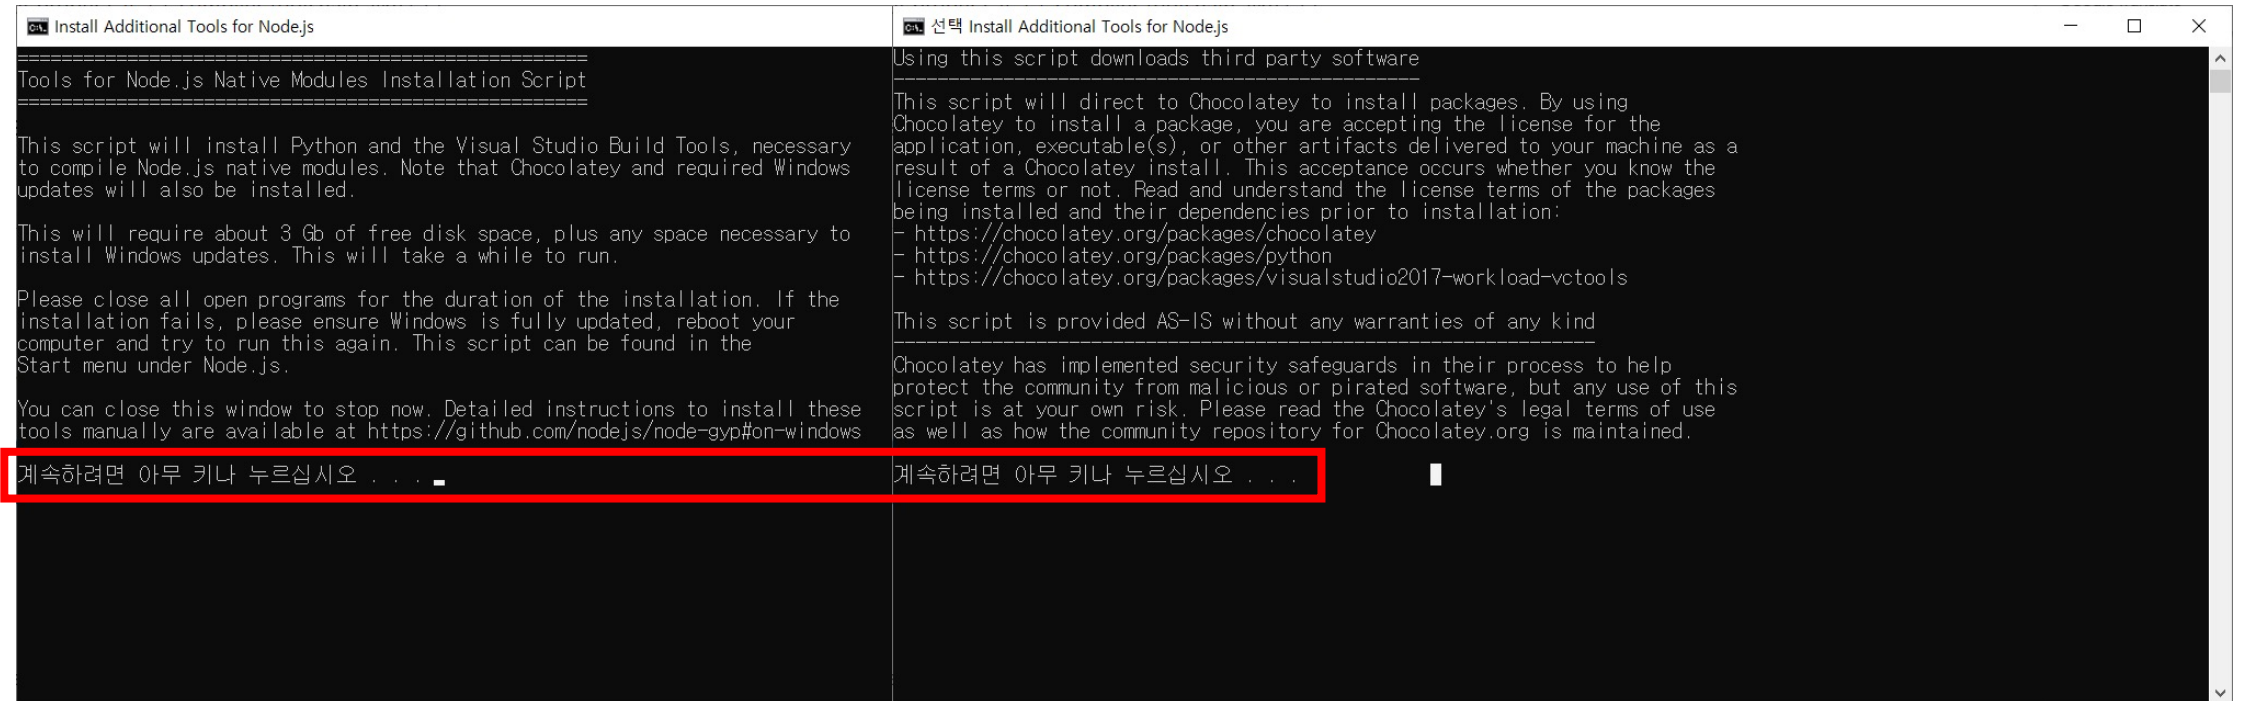 Install Additional Tools for Node.js
====================================================
Tools for Node.js Native Modules Installation Script
====================================================
This script will install Python and the Visual Studio Build Tools, necessary
to compile Node.js native modules. Note that Chocolatey and required Windows
updates will also be installed.
This will require about 3 Gb of free disk space, plus any space necessary to
install Windows updates. This will take a while to run.
Please close all open programs for the duration of the installation. If the
installation fails, please ensure Windows is fully updated, reboot your
computer and try to run this again. This script can be found in the
Start menu under Node.js.
You can close this window to stop now. Detailed instructions to install these
tools manually are available at https://github.com/nodejs/node-gyp#on-windows
계속하려면 아무 키나 누르십시오 . . .
선택 Install Additional Tools for Node.js
Using this script downloads third party software
------------------------------------------------
This script will direct to Chocolatey to install packages. By using
Chocolatey to install a package, you are accepting the license for the
application, executable(s), or other artifacts delivered to your machine as a
result of a Chocolatey install. This acceptance occurs whether you know the
license terms or not. Read and understand the license terms of the packages
being installed and their dependencies prior to installation:
- https://chocolatey.org/packages/chocolatey
- https://chocolatey.org/packages/python
- https://chocolatey.org/packages/visualstudio2017-workload-vctools
This script is provided AS-IS without any warranties of any kind
----------------------------------------------------------------
Chocolatey has implemented security safeguards in their process to help
protect the community from malicious or pirated software, but any use of this
script is at your own risk. Please read the Chocolatey's legal terms of use
as well as how the community repository for Chocolatey.org is maintained.
계속하려면 아무 키나 누르십시오 . . .